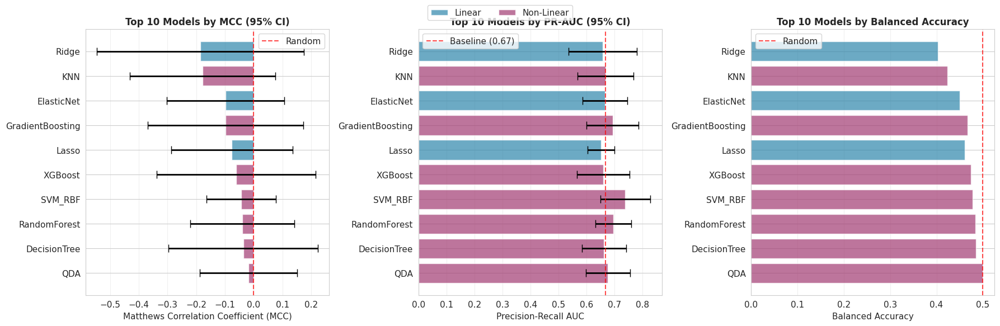 Linear
Non-Linear
Top 10 Models by MCC (95% CI)
Random
Ridge
KNN
ElasticNet
GradientBoosting
Lasso
XGBoost
SVM_RBF
RandomForest
DecisionTree
QDA
−0.5 −0.4 −0.3 −0.2 −0.1 0.0 0.1 0.2
Matthews Correlation Coefficient (MCC)
Top 10 Models by PR-AUC (95% CI)
Baseline (0.67)
Ridge
KNN
ElasticNet
GradientBoosting
Lasso
XGBoost
SVM_RBF
RandomForest
DecisionTree
QDA
0.0 0.1 0.2 0.3 0.4 0.5 0.6 0.7 0.8
Precision-Recall AUC
Top 10 Models by Balanced Accuracy
Random
Ridge
KNN
ElasticNet
GradientBoosting
Lasso
XGBoost
SVM_RBF
RandomForest
DecisionTree
QDA
0.0 0.1 0.2 0.3 0.4 0.5
Balanced Accuracy